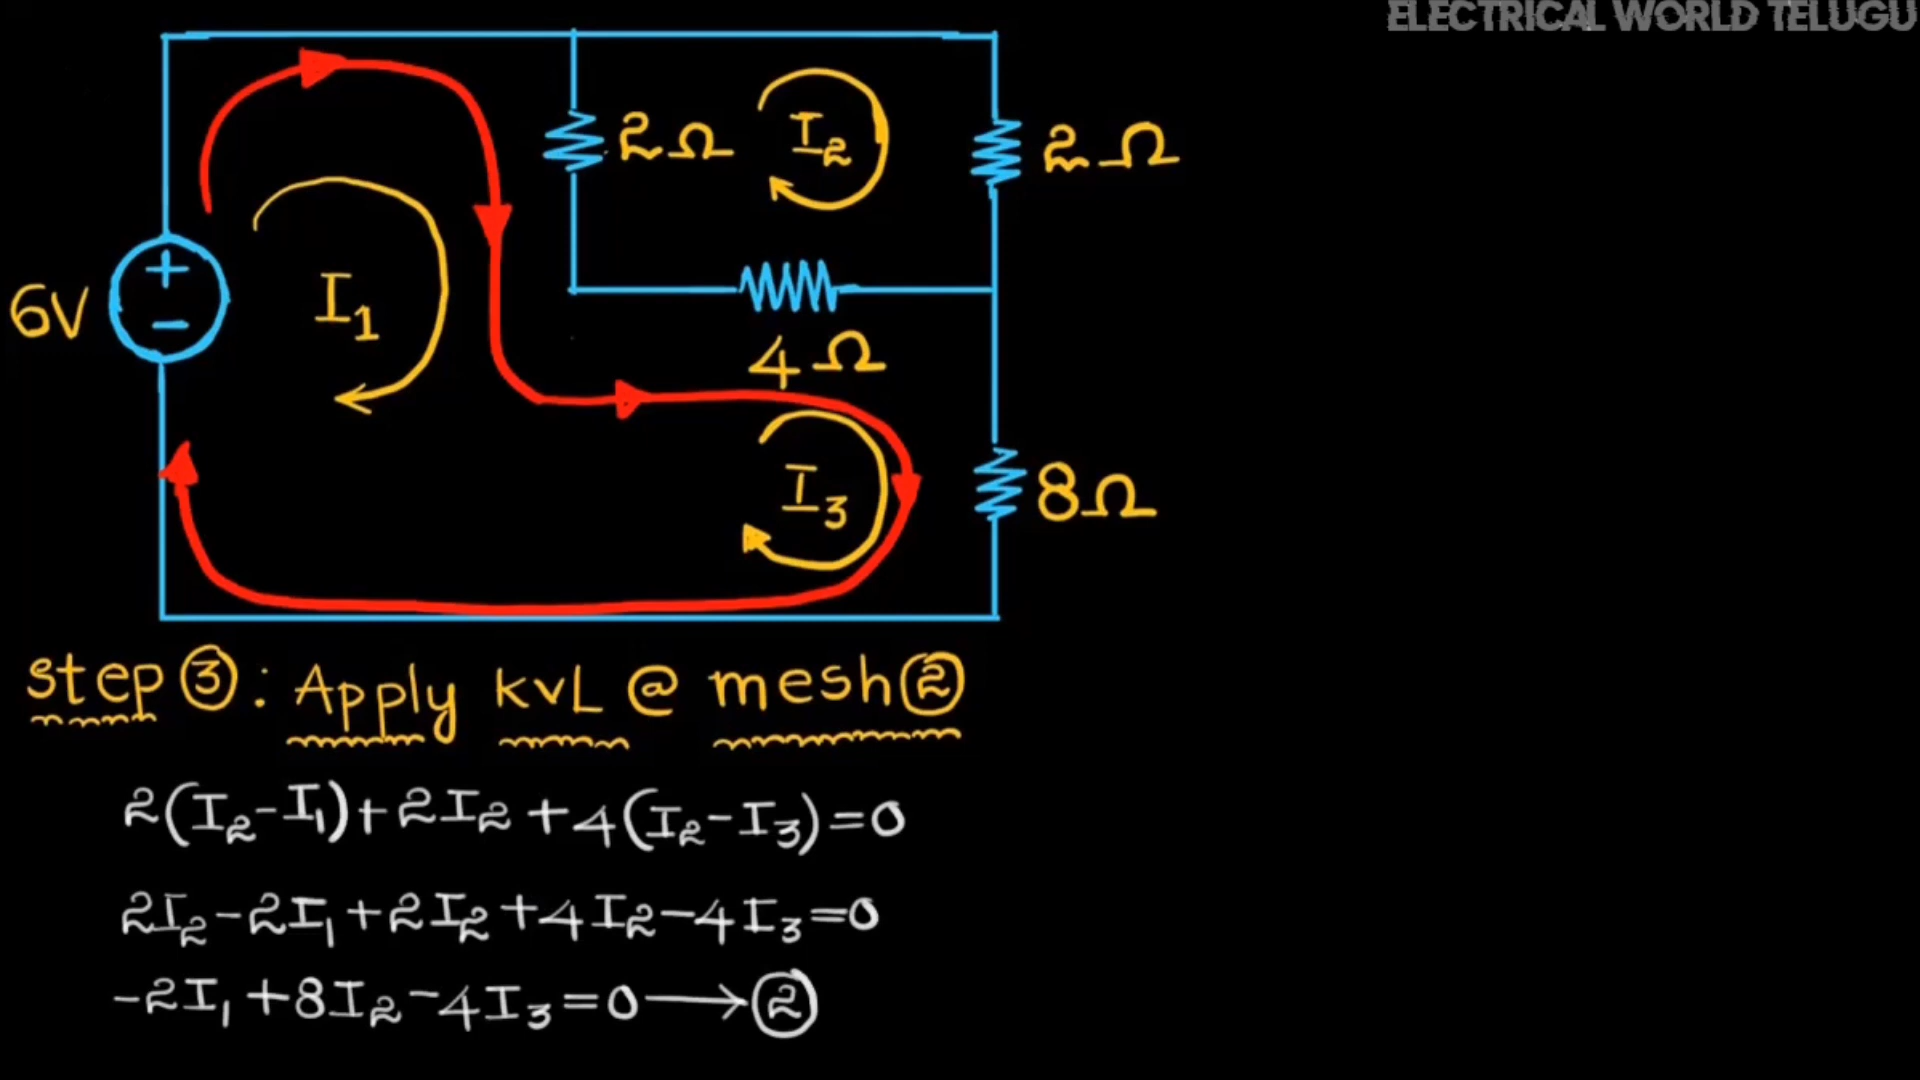 ELECTRICAL WORLD TELUGU
2Ω
I₂
2Ω
6V
+
-
I₁
4Ω
I₃
8Ω
step ③: Apply KVL @ mesh②
2(I₂-I₁)+2I₂+4(I₂-I₃)=0
2I₂-2I₁+2I₂+4I₂-4I₃=0
-2I₁+8I₂-4I₃=0→②